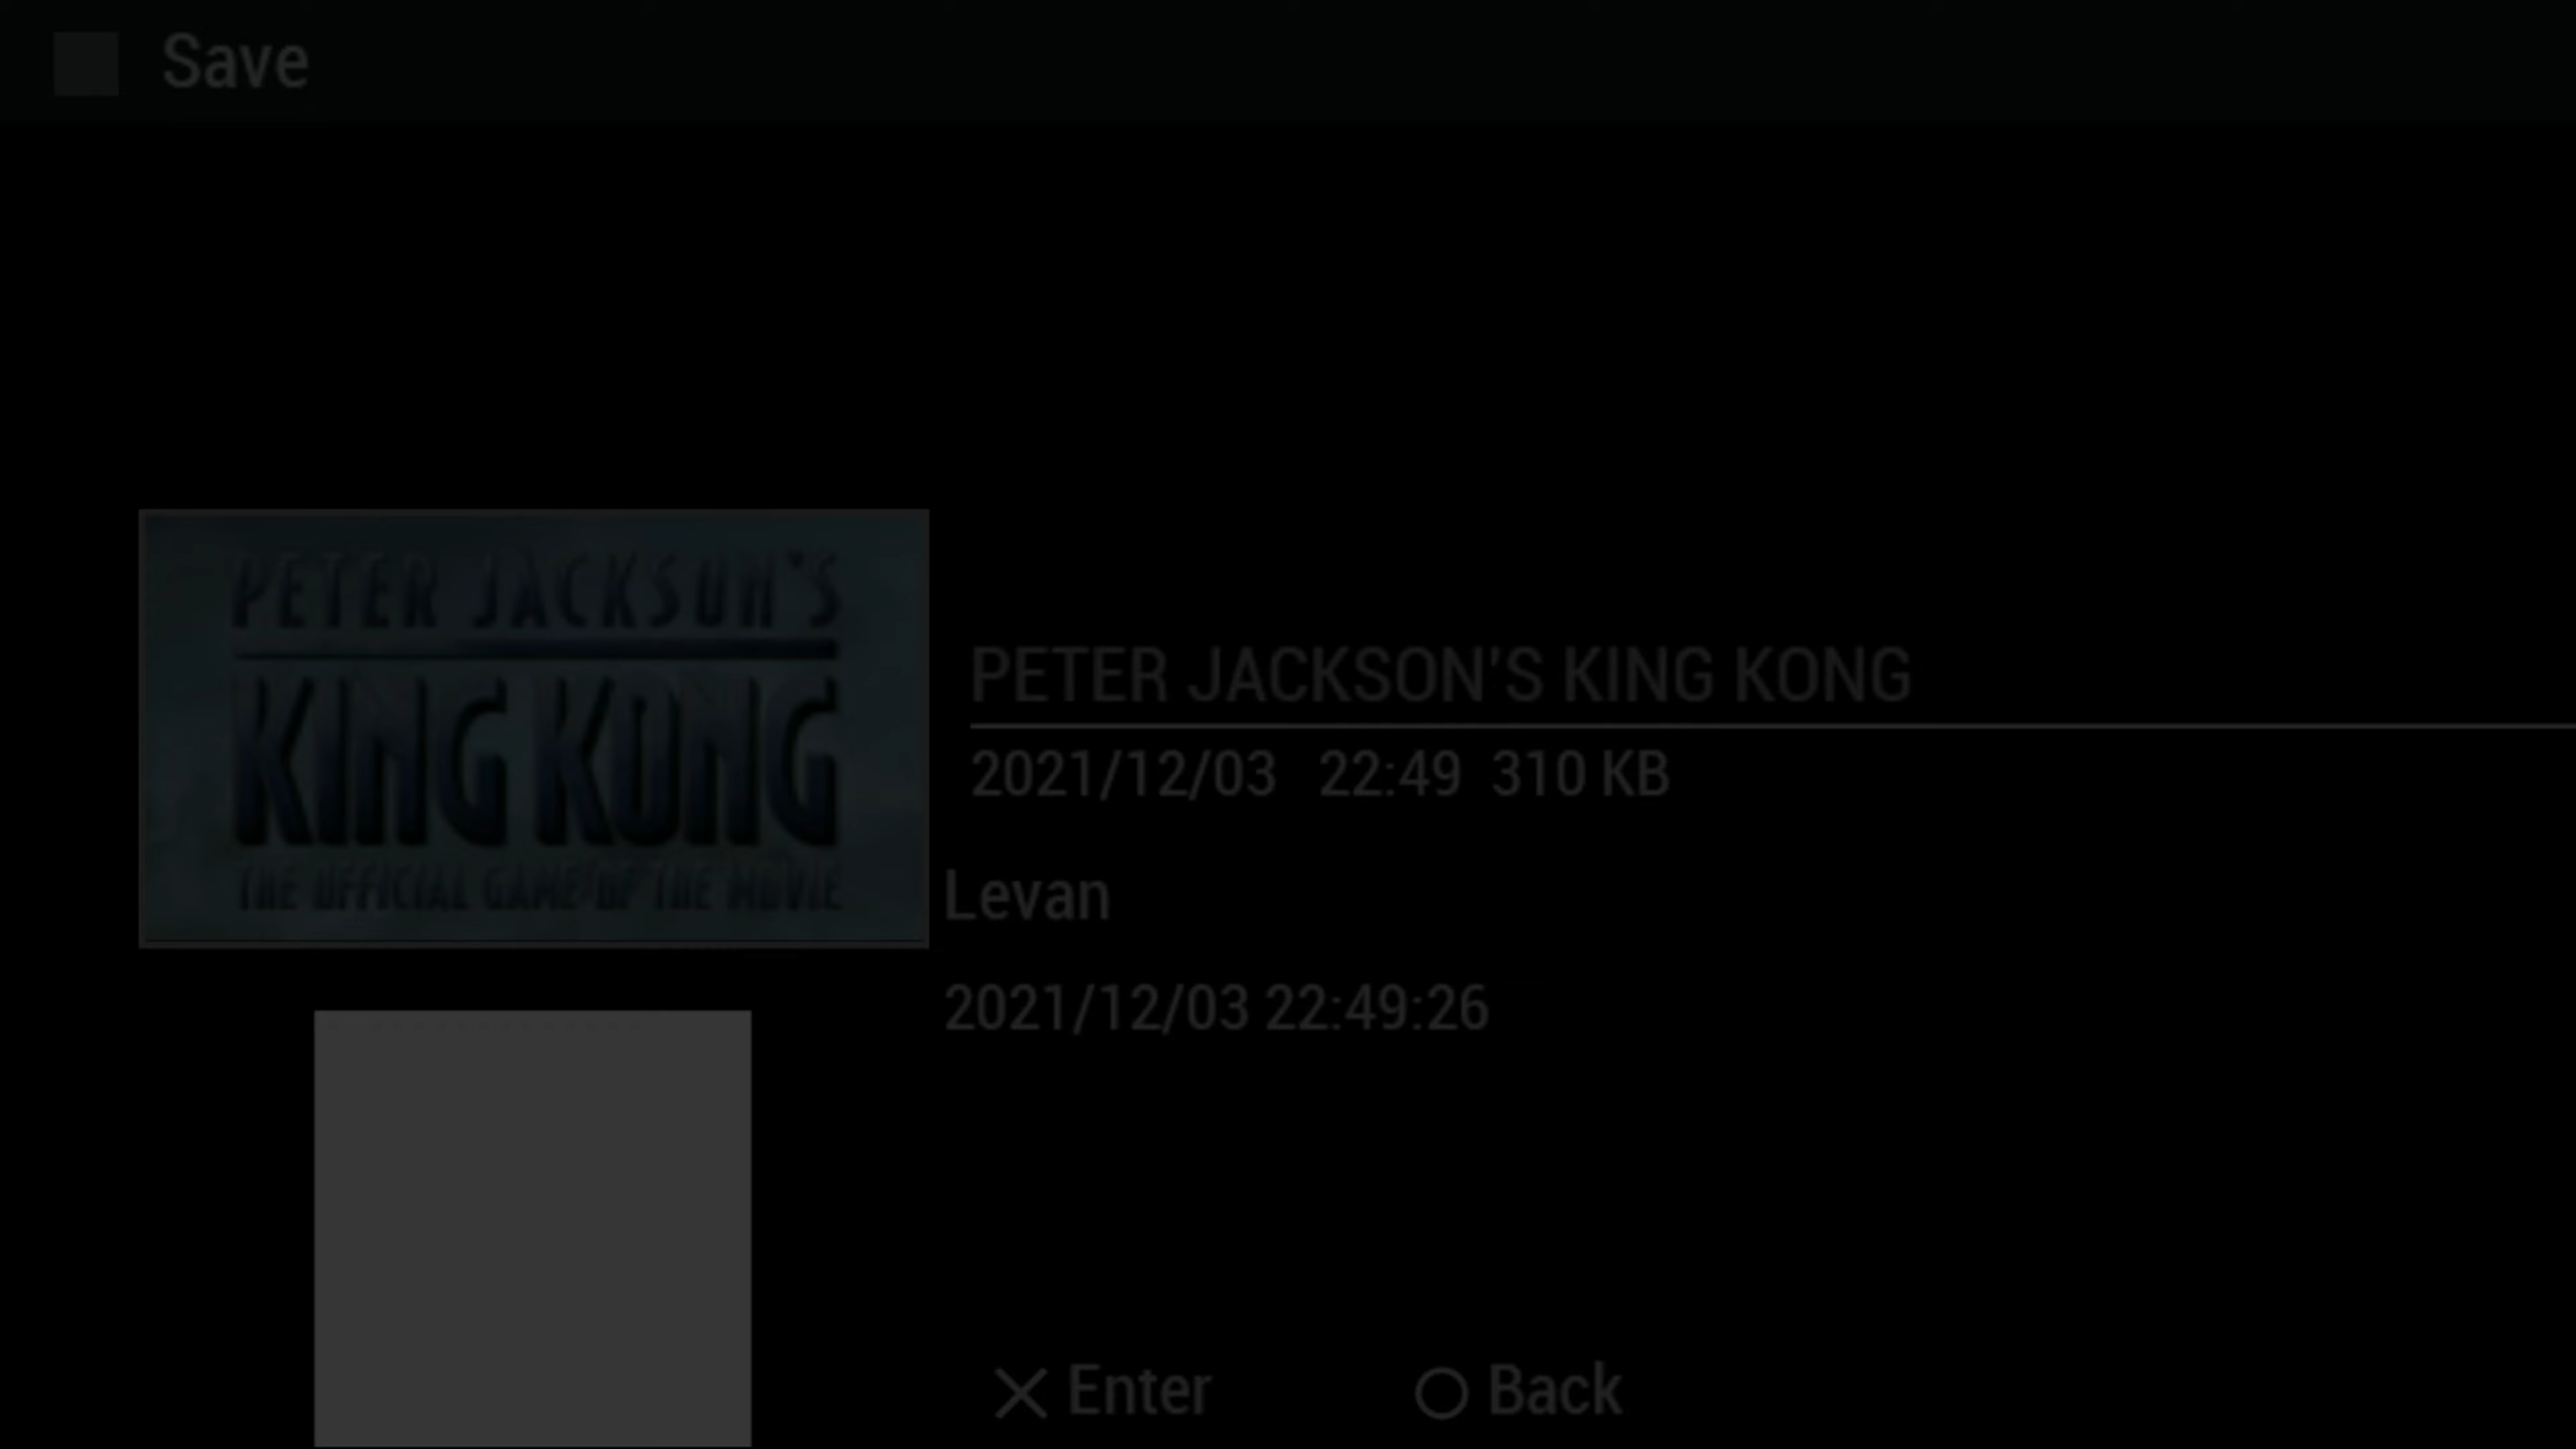 Save
PETER JACKSON'S
KING KONG
THE OFFICIAL GAME OF THE MOVIE
PETER JACKSON'S KING KONG
2021/12/03 22:49 310 KB
Levan
2021/12/03 22:49:26
Enter Back